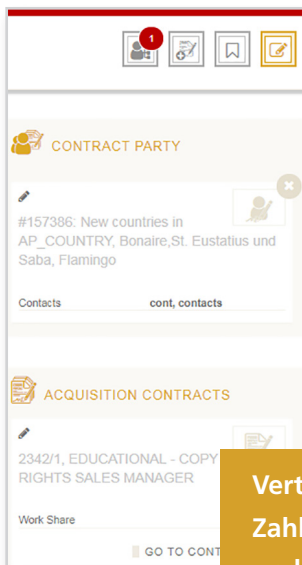 1
CONTRACT PARTY
#157386: New countries in
AP_COUNTRY, Bonaire,St. Eustatius und
Saba, Flamingo
Contacts cont, contacts
ACQUISITION CONTRACTS
2342/1, EDUCATIONAL - COPY
RIGHTS SALES MANAGER
Work Share
GO TO CONT
Vert
Zahl